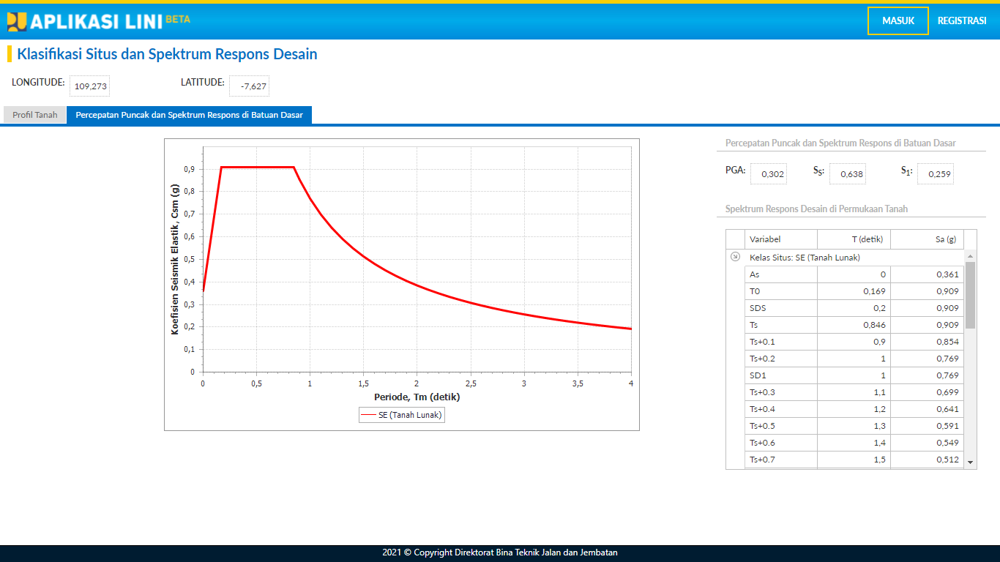 APLIKASI LINI BETA
MASUK REGISTRASI
Klasifikasi Situs dan Spektrum Respons Desain
LONGITUDE: 109,273 LATITUDE: -7,627
Profil Tanah Percepatan Puncak dan Spektrum Respons di Batuan Dasar
Koefisien Seismik Elastik, Csm (g)
0,9
0,8
0,7
0,6
0,5
0,4
0,3
0,2
0,1
0
0 0,5 1 1,5 2 2,5 3 3,5 4
Periode, Tm (detik)
SE (Tanah Lunak)
Percepatan Puncak dan Spektrum Respons di Batuan Dasar
PGA: 0,302 SS: 0,638 S1: 0,259
Spektrum Respons Desain di Permukaan Tanah
Variabel T (detik) Sa (g)
Kelas Situs: SE (Tanah Lunak)
As 0 0,361
T0 0,169 0,909
SDS 0,2 0,909
Ts 0,846 0,909
Ts+0.1 0,9 0,854
Ts+0.2 1 0,769
SD1 1 0,769
Ts+0.3 1,1 0,699
Ts+0.4 1,2 0,641
Ts+0.5 1,3 0,591
Ts+0.6 1,4 0,549
Ts+0.7 1,5 0,512
2021 © Copyright Direktorat Bina Teknik Jalan dan Jembatan